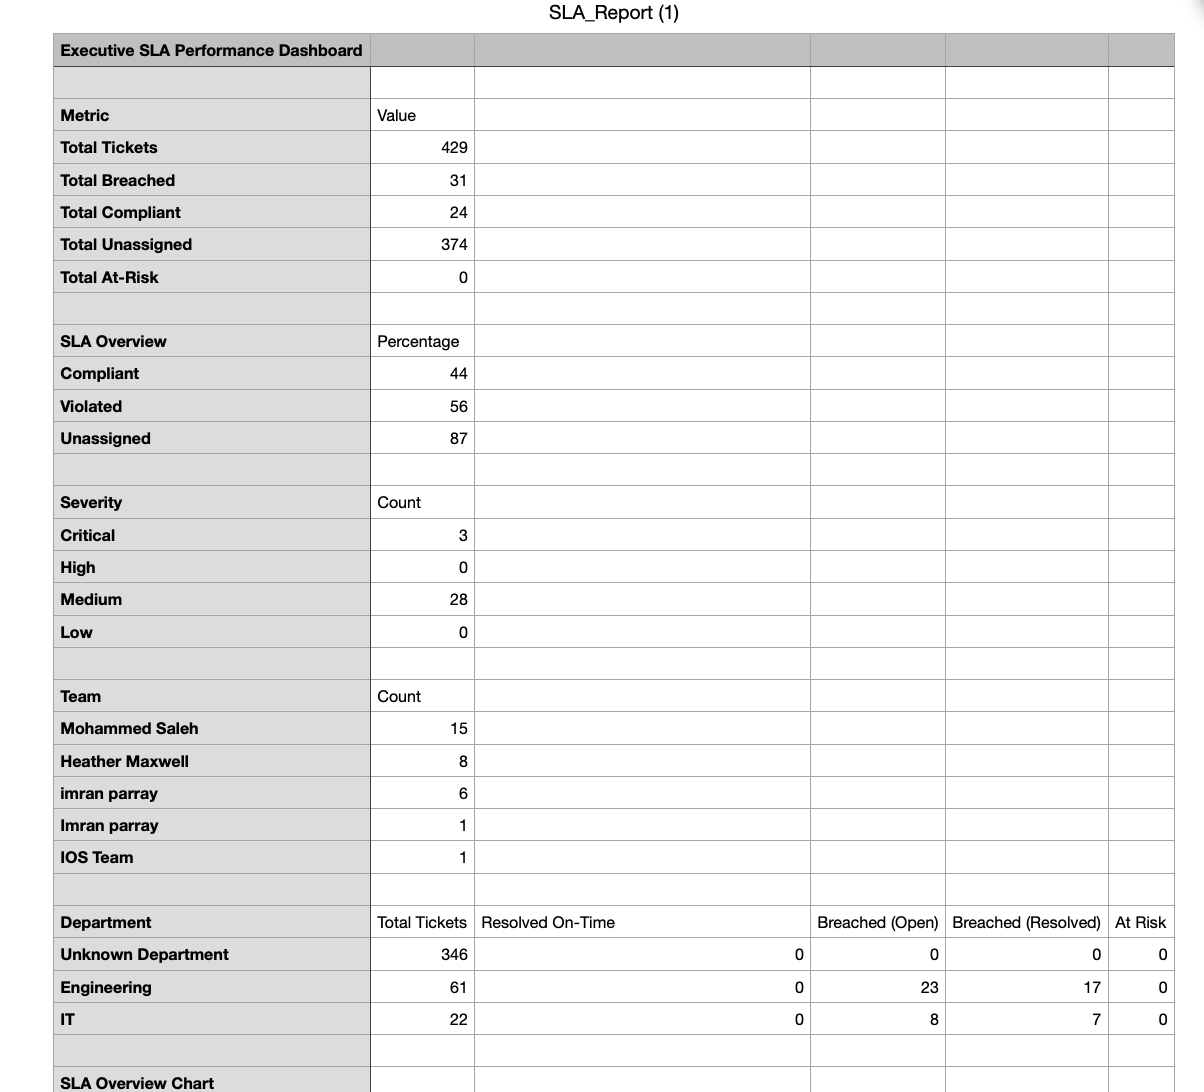 SLA_Report (1)
Executive SLA Performance Dashboard
Metric Value
Total Tickets 429
Total Breached 31
Total Compliant 24
Total Unassigned 374
Total At-Risk 0
SLA Overview Percentage
Compliant 44
Violated 56
Unassigned 87
Severity Count
Critical 3
High 0
Medium 28
Low 0
Team Count
Mohammed Saleh 15
Heather Maxwell 8
imran parray 6
Imran parray 1
IOS Team 1
Department Total Tickets Resolved On-Time Breached (Open) Breached (Resolved) At Risk
Unknown Department 346 0 0 0 0
Engineering 61 0 23 17 0
IT 22 0 8 7 0
SLA Overview Chart